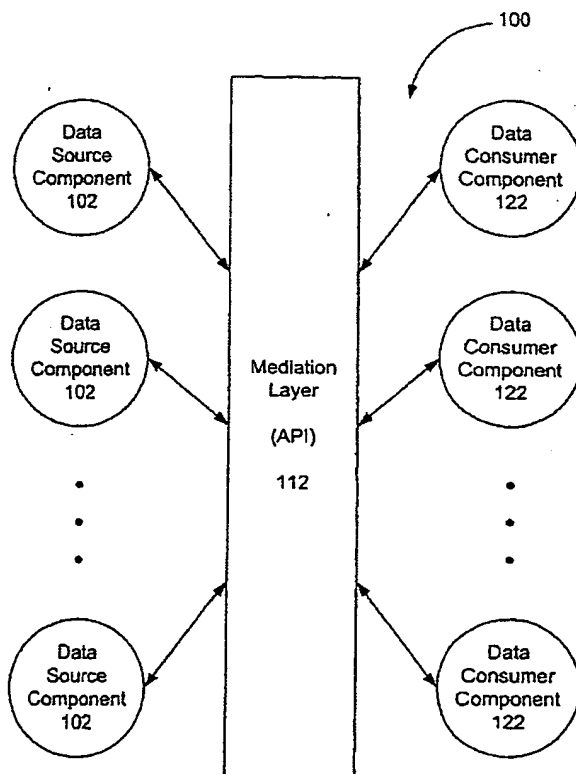 100
Data
Source
Component
102
Data
Consumer
Component
122
Data
Source
Component
102
Data
Consumer
Component
122
Mediation
Layer
(API)
112
Data
Source
Component
102
Data
Consumer
Component
122